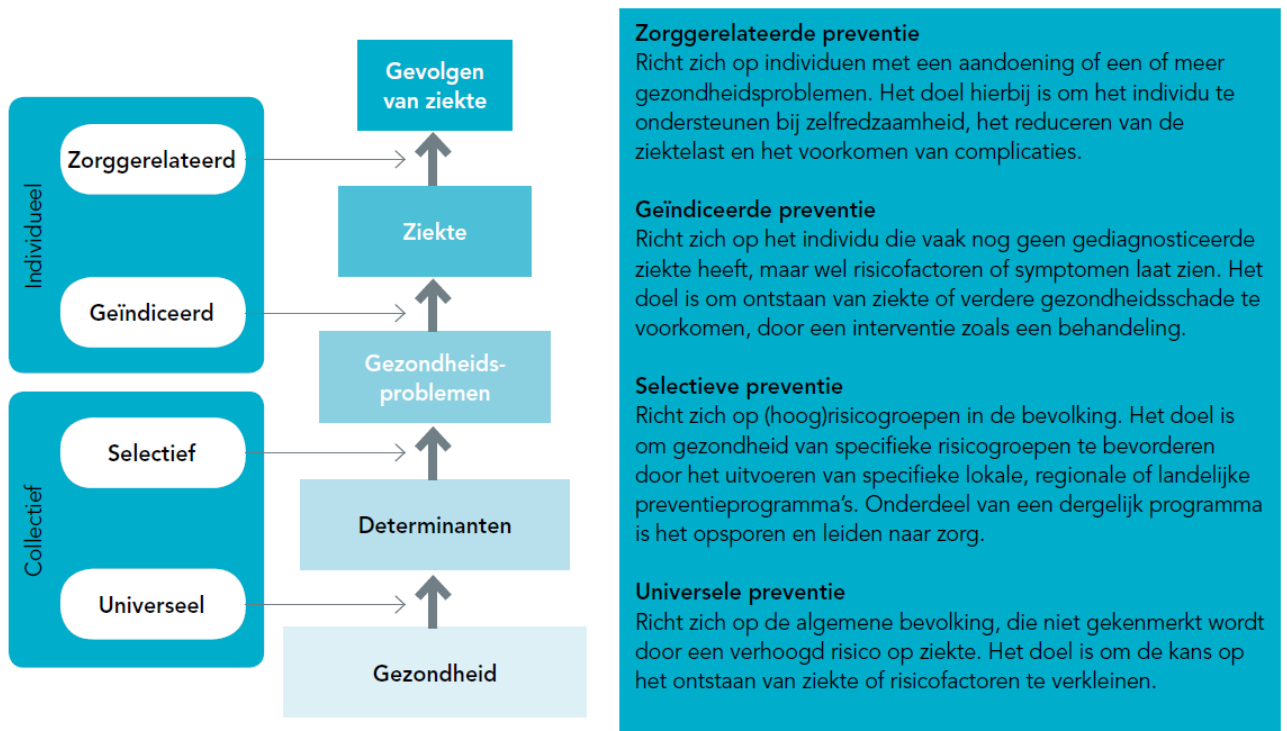 Individueel
Zorggerelateerd
Geïndiceerd
Collectief
Selectief
Universeel
Gevolgen
van ziekte
Ziekte
Gezondheids-
problemen
Determinanten
Gezondheid
Zorggerelateerde preventie
Richt zich op individuen met een aandoening of een of meer
gezondheidsproblemen. Het doel hierbij is om het individu te
ondersteunen bij zelfredzaamheid, het reduceren van de
ziektelast en het voorkomen van complicaties.
Geïndiceerde preventie
Richt zich op het individu die vaak nog geen gediagnosticeerde
ziekte heeft, maar wel risicofactoren of symptomen laat zien. Het
doel is om ontstaan van ziekte of verdere gezondheidsschade te
voorkomen, door een interventie zoals een behandeling.
Selectieve preventie
Richt zich op (hoog)risicogroepen in de bevolking. Het doel is
om gezondheid van specifieke risicogroepen te bevorderen
door het uitvoeren van specifieke lokale, regionale of landelijke
preventieprogramma's. Onderdeel van een dergelijk programma
is het opsporen en leiden naar zorg.
Universele preventie
Richt zich op de algemene bevolking, die niet gekenmerkt wordt
door een verhoogd risico op ziekte. Het doel is om de kans op
het ontstaan van ziekte of risicofactoren te verkleinen.